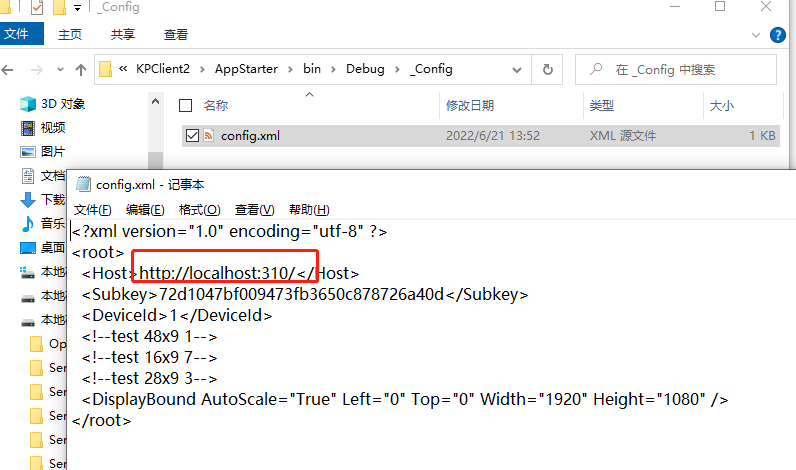 _Config
文件
主页
共享
查看
« KPClient2 > AppStarter > bin > Debug > _Config
在 _Config 中搜索
3D 对象
视频
图片
文档
下载
音乐
桌面
本地
本地
本地
Op
Ser
Ser
Ser
Ser
Ser
名称
修改日期
类型
大小
config.xml
2022/6/21 13:52
XML 源文件
1 KB
config.xml - 记事本
文件(F) 编辑(E) 格式(O) 查看(V) 帮助(H)
<?xml version="1.0" encoding="utf-8" ?>
<root>
<Host>http://localhost:310/</Host>
<Subkey>72d1047bf009473fb3650c878726a40d</Subkey>
<DeviceId>1</DeviceId>
<!--test 48x9 1-->
<!--test 16x9 7-->
<!--test 28x9 3-->
<DisplayBound AutoScale="True" Left="0" Top="0" Width="1920" Height="1080" />
</root>